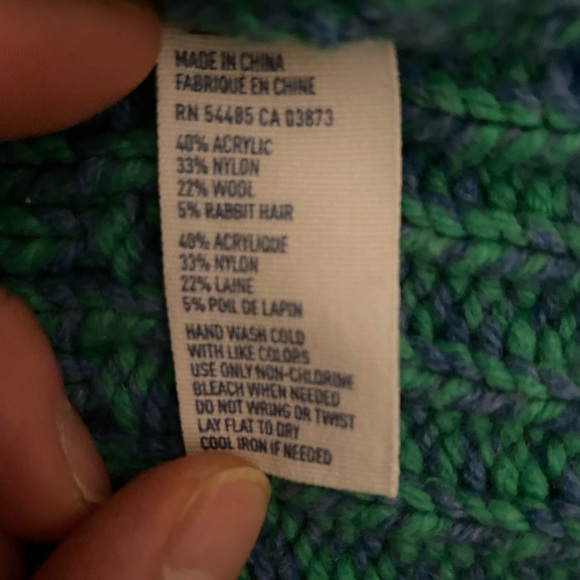 MADE IN CHINA
FABRIQUE EN CHINE
RN 54485 CA 03873
40% ACRYLIC
33% NYLON
22% WOOL
5% RABBIT HAIR
40% ACRYLIQUE
33% NYLON
22% LAINE
5% POIL DE LAPIN
HAND WASH COLD
WITH LIKE COLORS
USE ONLY NON-CHLORINE
BLEACH WHEN NEEDED
DO NOT WRING OR TWIST
LAY FLAT TO DRY
COOL IRON IF NEEDED